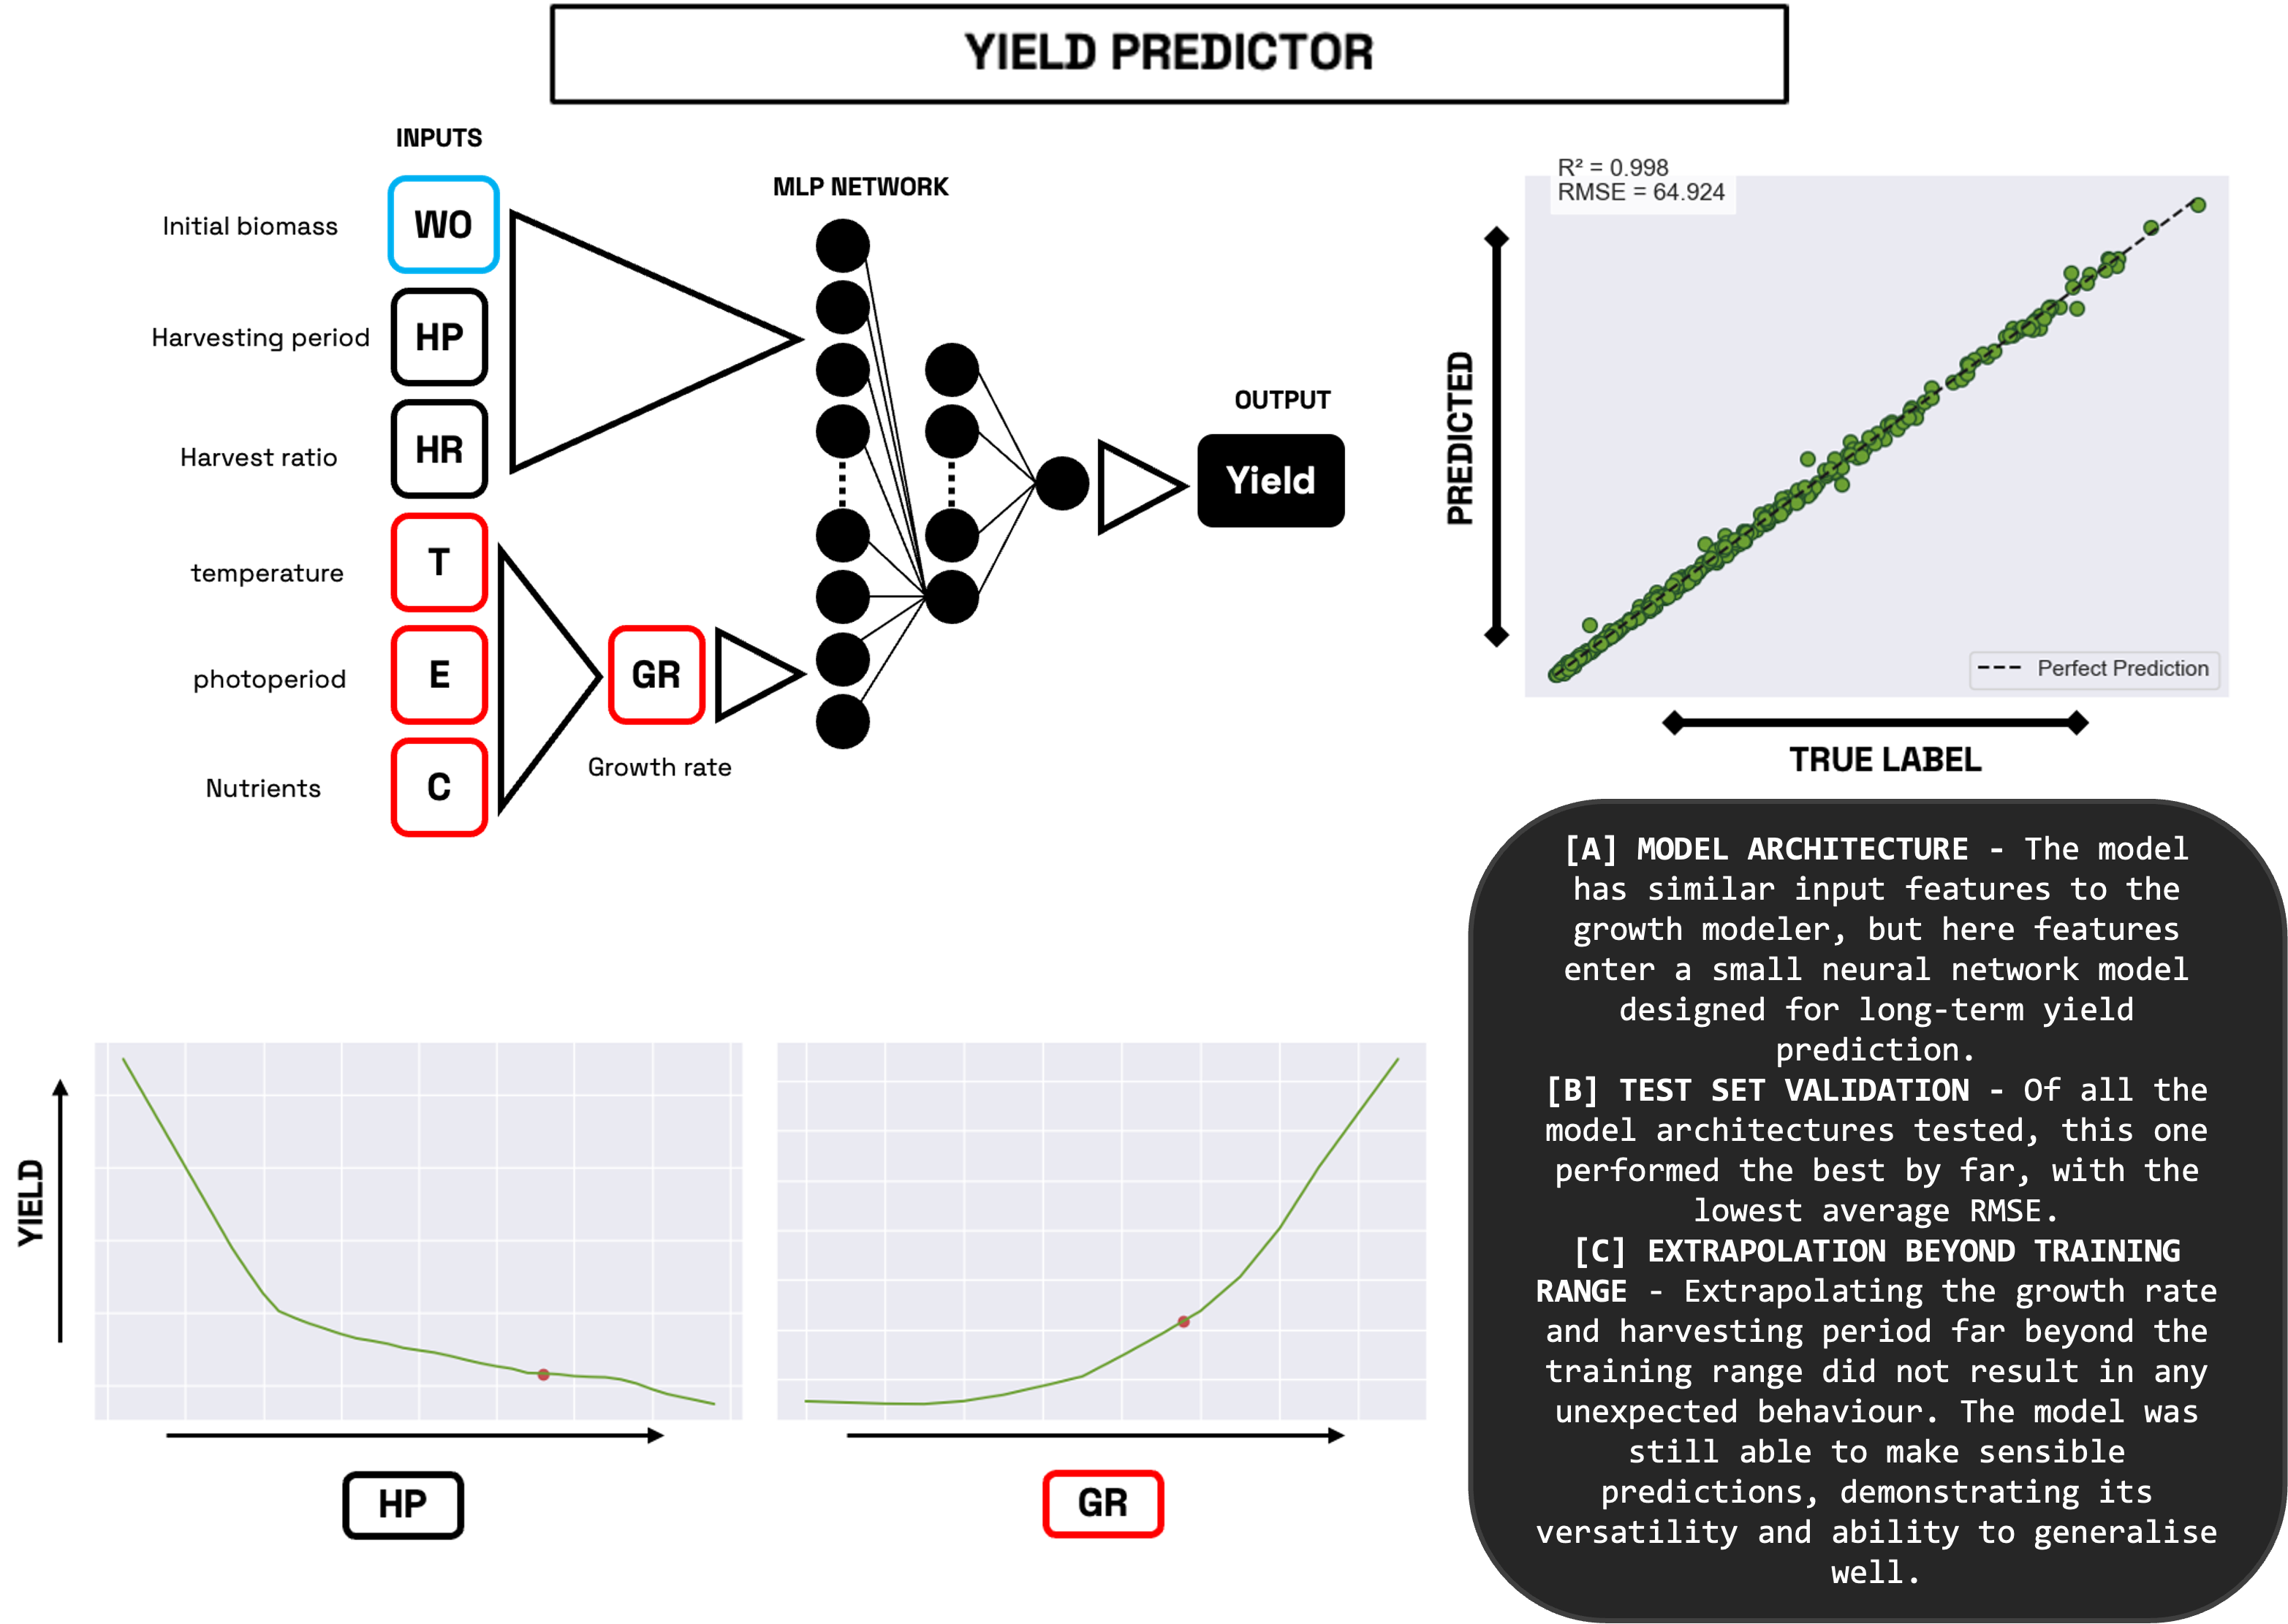 YIELD PREDICTOR
INPUTS
Initial biomass
WO
Harvesting period
HP
Harvest ratio
HR
temperature
T
photoperiod
E
Nutrients
C
GR
Growth rate
MLP NETWORK
OUTPUT
Yield
R² = 0.998
RMSE = 64.924
PREDICTED
Perfect Prediction
TRUE LABEL
YIELD
HP
GR
[A] MODEL ARCHITECTURE - The model
has similar input features to the
growth modeler, but here features
enter a small neural network model
designed for long-term yield
prediction.
[B] TEST SET VALIDATION - Of all the
model architectures tested, this one
performed the best by far, with the
lowest average RMSE.
[C] EXTRAPOLATION BEYOND TRAINING
RANGE - Extrapolating the growth rate
and harvesting period far beyond the
training range did not result in any
unexpected behaviour. The model was
still able to make sensible
predictions, demonstrating its
versatility and ability to generalise
well.